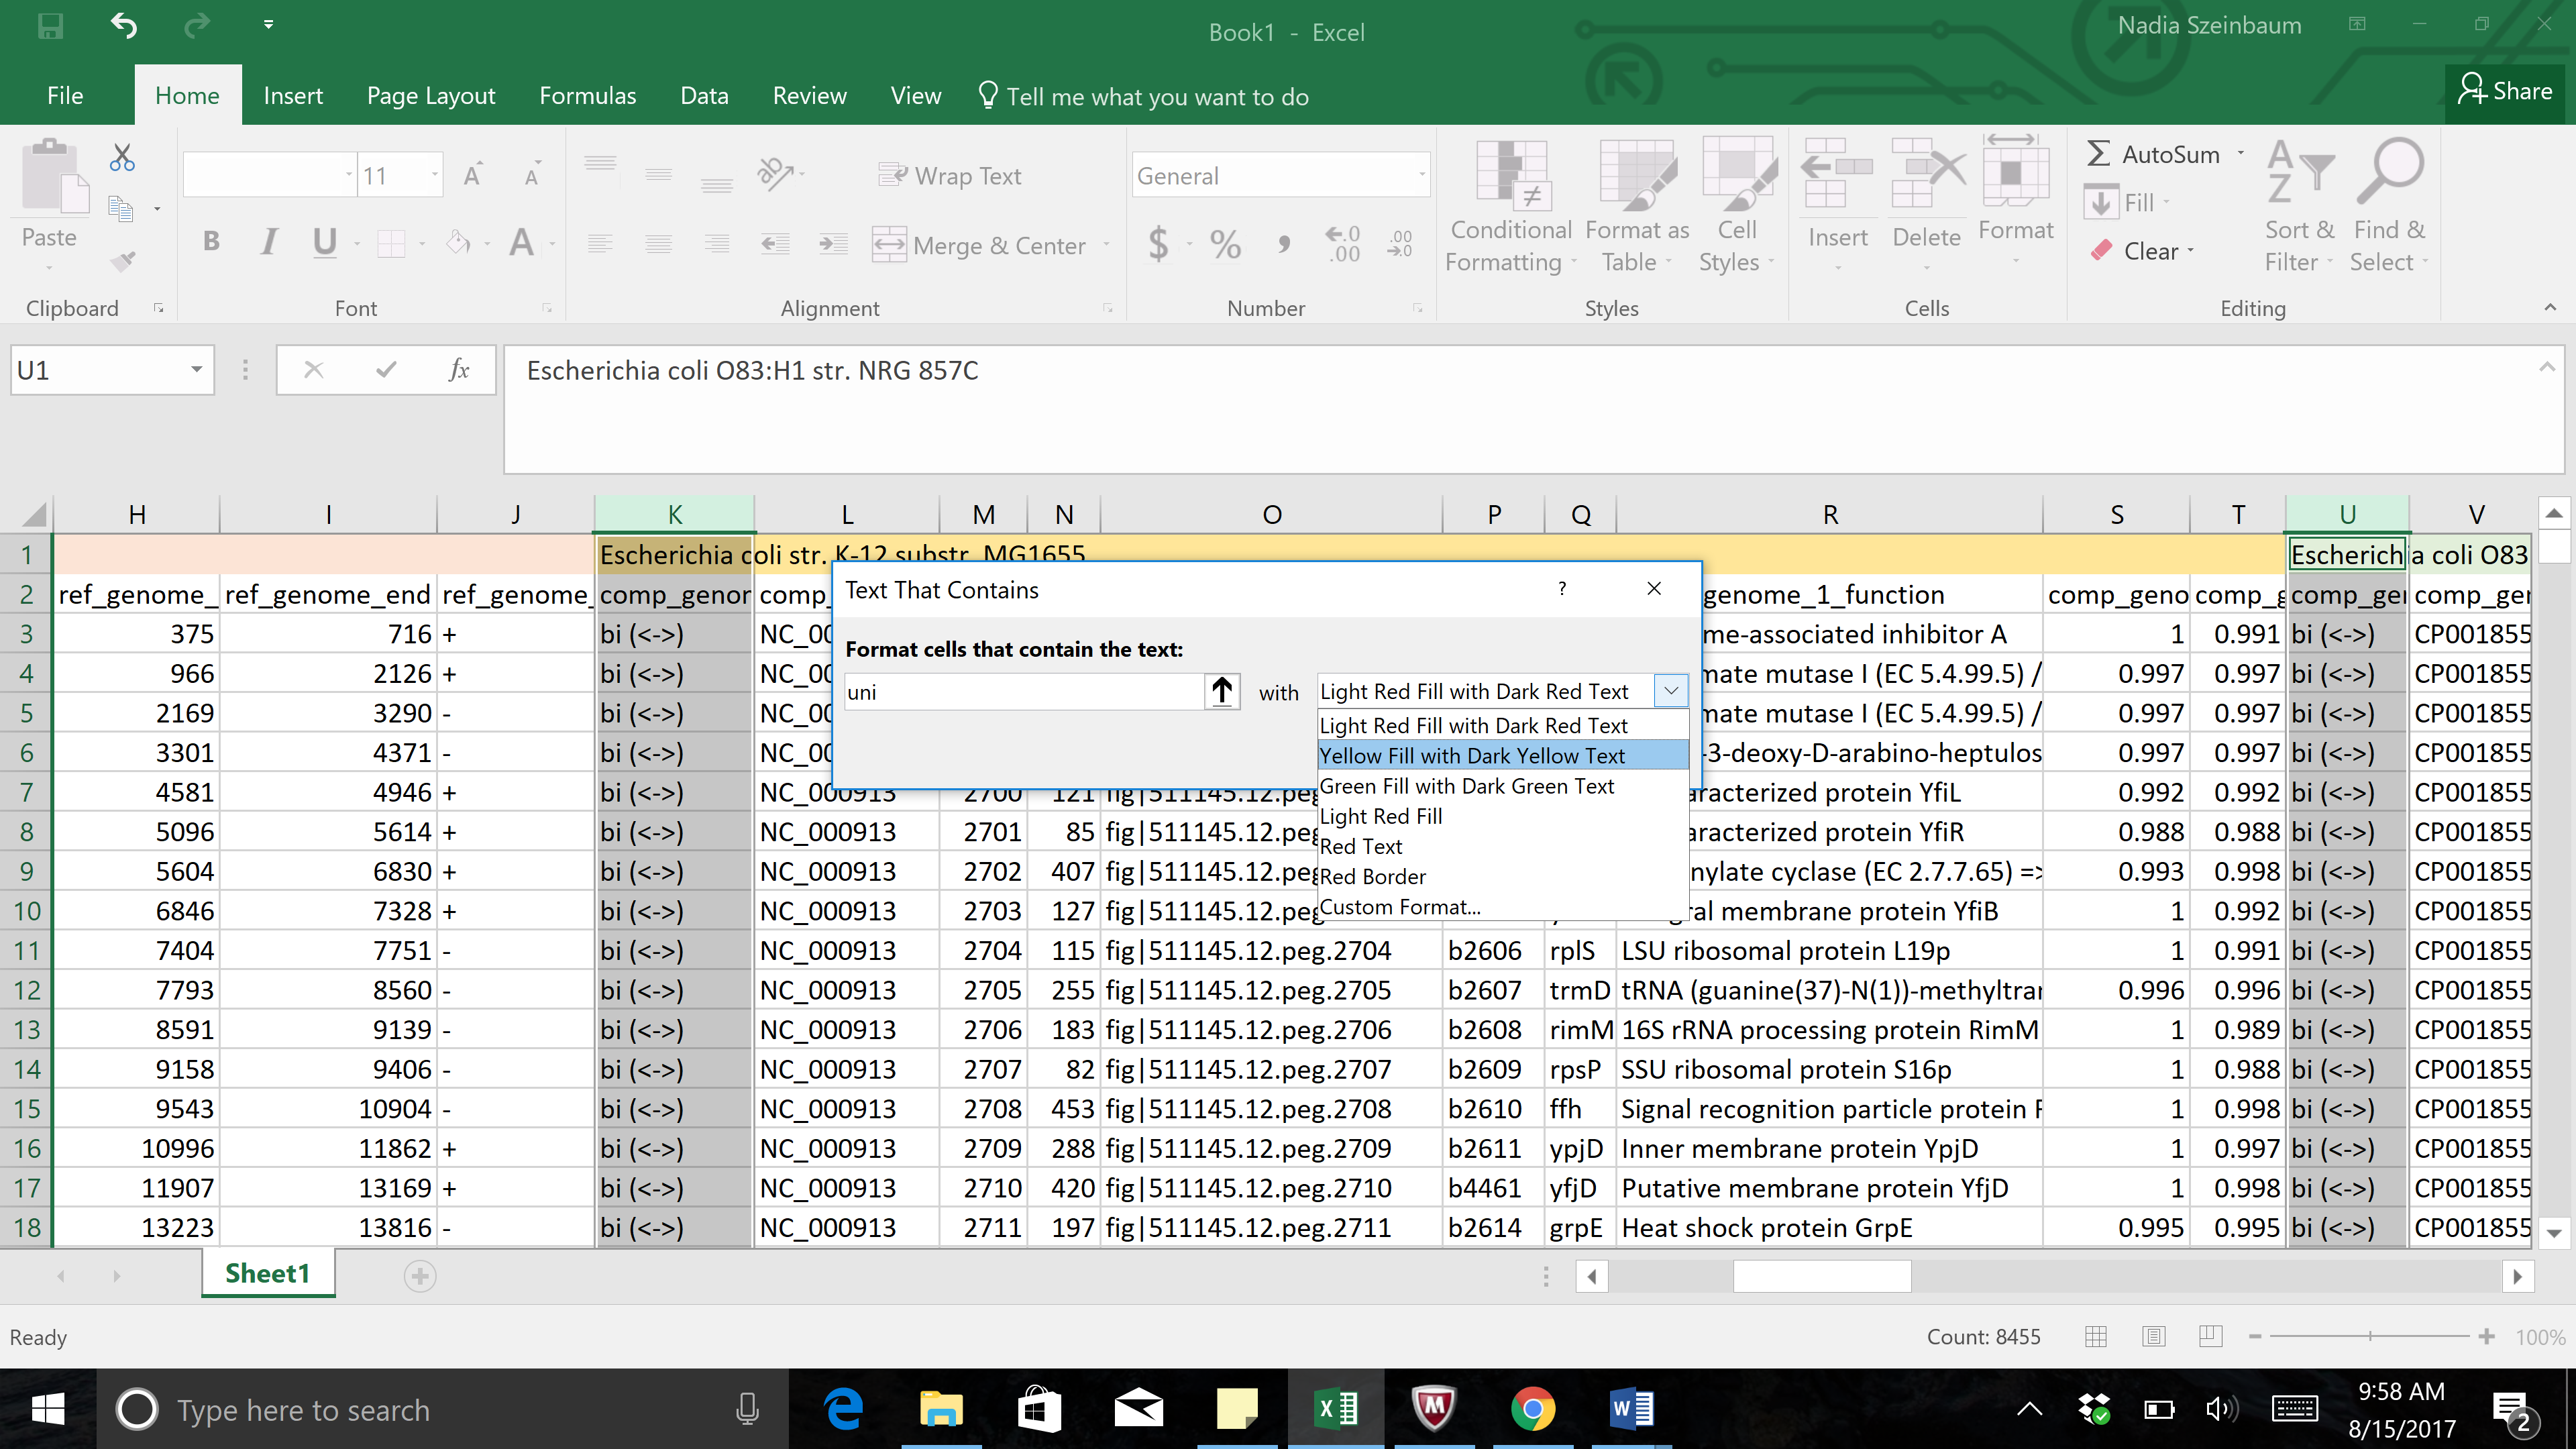 Book1 - Excel
Nadia Szeinbaum
File Home Insert Page Layout Formulas Data Review View Tell me what you want to do Share
Paste
11
Wrap Text
General
AutoSum
Fill
Clear
B I U A
Merge & Center
$ % , .0 .00 .00 .0
Conditional Formatting
Format as Table
Cell Styles
Insert Delete Format
Sort & Filter
Find & Select
Clipboard Font Alignment Number Styles Cells Editing
U1 fx Escherichia coli O83:H1 str. NRG 857C
H I J K L M N O P Q R S T U V
1 Escherichia coli str. K-12 substr. MG1655 Escherich ia coli O83
2 ref_genome_ ref_genome_end ref_genome_ comp_genor comp_ genome_1_function comp_geno comp_g comp_ger comp_ger
3 375 716 + bi (<->) NC_00 me-associated inhibitor A 1 0.991 bi (<->) CP001855
4 966 2126 + bi (<->) NC_00 mate mutase I (EC 5.4.99.5) / 0.997 0.997 bi (<->) CP001855
5 2169 3290 - bi (<->) NC_00 mate mutase I (EC 5.4.99.5) / 0.997 0.997 bi (<->) CP001855
6 3301 4371 - bi (<->) NC_00 -3-deoxy-D-arabino-heptulos 0.997 0.997 bi (<->) CP001855
7 4581 4946 + bi (<->) NC_000913 2700 121 fig|511145.12.peg aracterized protein YfiL 0.992 0.992 bi (<->) CP001855
8 5096 5614 + bi (<->) NC_000913 2701 85 fig|511145.12.peg aracterized protein YfiR 0.988 0.988 bi (<->) CP001855
9 5604 6830 + bi (<->) NC_000913 2702 407 fig|511145.12.peg nylate cyclase (EC 2.7.7.65) => 0.993 0.998 bi (<->) CP001855
10 6846 7328 + bi (<->) NC_000913 2703 127 fig|511145.12.peg ral membrane protein YfiB 1 0.992 bi (<->) CP001855
11 7404 7751 - bi (<->) NC_000913 2704 115 fig|511145.12.peg.2704 b2606 rplS LSU ribosomal protein L19p 1 0.991 bi (<->) CP001855
12 7793 8560 - bi (<->) NC_000913 2705 255 fig|511145.12.peg.2705 b2607 trmD tRNA (guanine(37)-N(1))-methyltrar 0.996 0.996 bi (<->) CP001855
13 8591 9139 - bi (<->) NC_000913 2706 183 fig|511145.12.peg.2706 b2608 rimM 16S rRNA processing protein RimM 1 0.989 bi (<->) CP001855
14 9158 9406 - bi (<->) NC_000913 2707 82 fig|511145.12.peg.2707 b2609 rpsP SSU ribosomal protein S16p 1 0.988 bi (<->) CP001855
15 9543 10904 - bi (<->) NC_000913 2708 453 fig|511145.12.peg.2708 b2610 ffh Signal recognition particle protein F 1 0.998 bi (<->) CP001855
16 10996 11862 + bi (<->) NC_000913 2709 288 fig|511145.12.peg.2709 b2611 ypjD Inner membrane protein YpjD 1 0.997 bi (<->) CP001855
17 11907 13169 + bi (<->) NC_000913 2710 420 fig|511145.12.peg.2710 b4461 yfjD Putative membrane protein YfjD 1 0.998 bi (<->) CP001855
18 13223 13816 - bi (<->) NC_000913 2711 197 fig|511145.12.peg.2711 b2614 grpE Heat shock protein GrpE 0.995 0.995 bi (<->) CP001855
Text That Contains ?
Format cells that contain the text:
uni with Light Red Fill with Dark Red Text
Light Red Fill with Dark Red Text
Yellow Fill with Dark Yellow Text
Green Fill with Dark Green Text
Light Red Fill
Red Text
Red Border
Custom Format...
Sheet1
Ready Count: 8455 100%
Type here to search
9:58 AM
8/15/2017
2